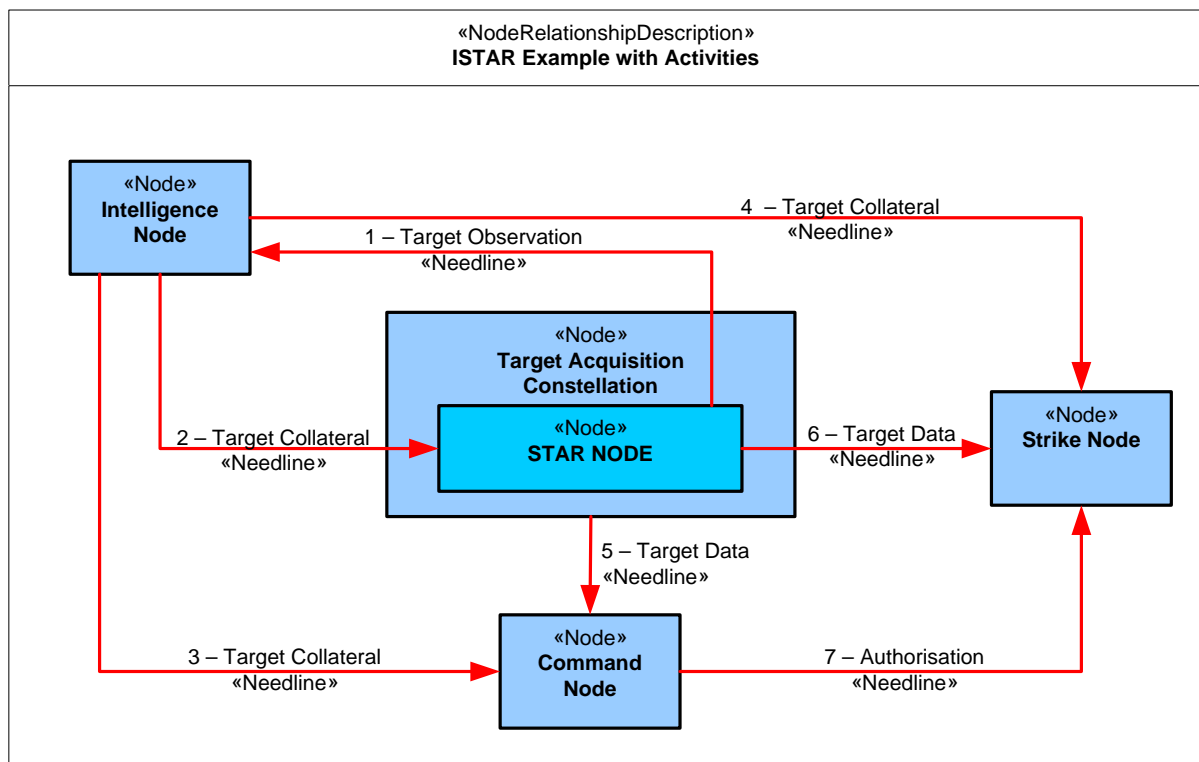 «NodeRelationshipDescription»
ISTAR Example with Activities
«Node»
Intelligence
Node
4 – Target Collateral
«Needline»
1 – Target Observation
«Needline»
«Node»
Target Acquisition
Constellation
«Node»
STAR NODE
2 – Target Collateral
«Needline»
6 – Target Data
«Needline»
«Node»
Strike Node
5 – Target Data
«Needline»
«Node»
Command
Node
3 – Target Collateral
«Needline»
7 – Authorisation
«Needline»